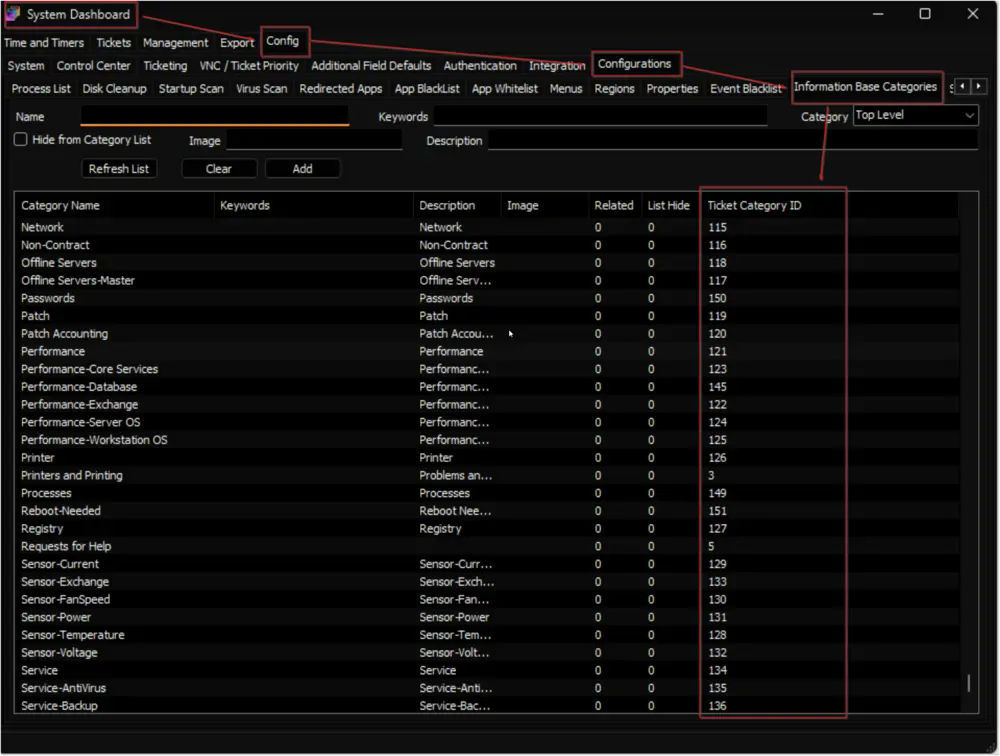 System Dashboard
Time and Timers Tickets Management Export Config
System Control Center Ticketing VNC / Ticket Priority Additional Field Defaults Authentication Integration Configurations
Process List Disk Cleanup Startup Scan Virus Scan Redirected Apps App BlackList App Whitelist Menus Regions Properties Event Blacklist Information Base Categories
Name Keywords Category Top Level
Hide from Category List Image Description
Refresh List Clear Add
Category Name Keywords Description Image Related List Hide Ticket Category ID
Network Network 0 0 115
Non-Contract Non-Contract 0 0 116
Offline Servers Offline Servers 0 0 118
Offline Servers-Master Offline Serv... 0 0 117
Passwords Passwords 0 0 150
Patch Patch 0 0 119
Patch Accounting Patch Accou... 0 0 120
Performance Performance 0 0 121
Performance-Core Services Performanc... 0 0 123
Performance-Database Performanc... 0 0 145
Performance-Exchange Performanc... 0 0 122
Performance-Server OS Performanc... 0 0 124
Performance-Workstation OS Performanc... 0 0 125
Printer Printer 0 0 126
Printers and Printing Problems an... 0 0 3
Processes Processes 0 0 149
Reboot-Needed Reboot Nee... 0 0 151
Registry Registry 0 0 127
Requests for Help 0 0 5
Sensor-Current Sensor-Curr... 0 0 129
Sensor-Exchange Sensor-Exch... 0 0 133
Sensor-FanSpeed Sensor-Fan... 0 0 130
Sensor-Power Sensor-Power 0 0 131
Sensor-Temperature Sensor-Tem... 0 0 128
Sensor-Voltage Sensor-Volt... 0 0 132
Service Service 0 0 134
Service-AntiVirus Service-Anti... 0 0 135
Service-Backup Service-Bac... 0 0 136